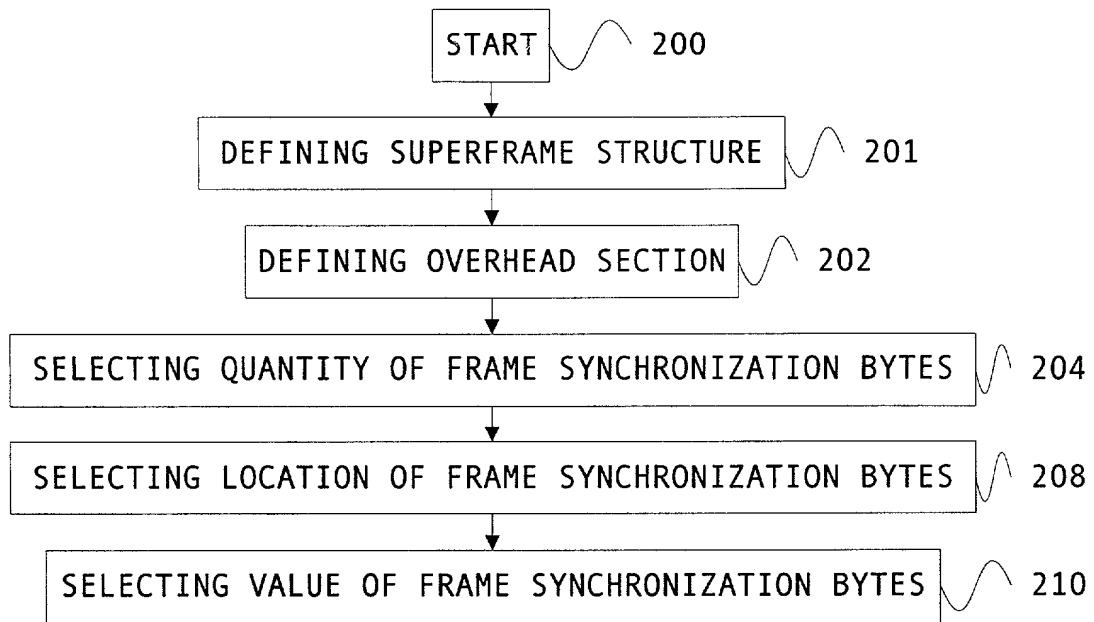 START 200
DEFINING SUPERFRAME STRUCTURE 201
DEFINING OVERHEAD SECTION 202
SELECTING QUANTITY OF FRAME SYNCHRONIZATION BYTES 204
SELECTING LOCATION OF FRAME SYNCHRONIZATION BYTES 208
SELECTING VALUE OF FRAME SYNCHRONIZATION BYTES 210